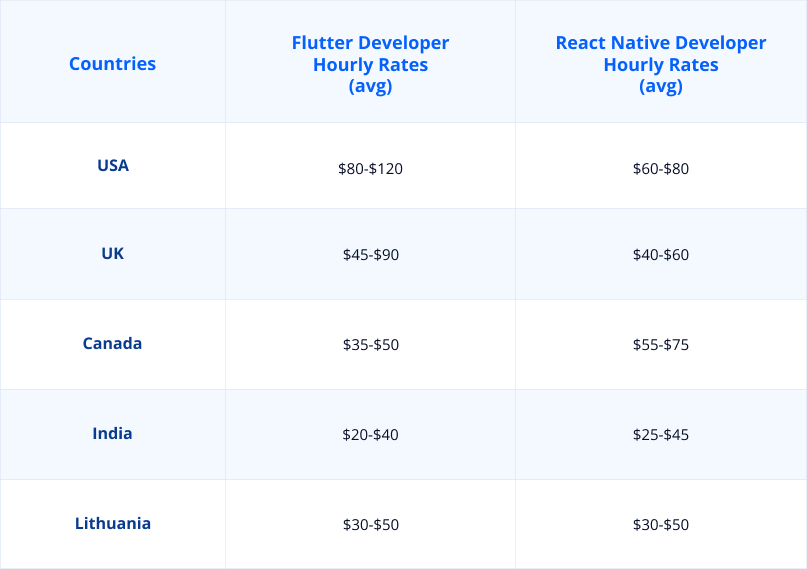 Countries
Flutter Developer
Hourly Rates
(avg)
React Native Developer
Hourly Rates
(avg)
USA
$80-$120
$60-$80
UK
$45-$90
$40-$60
Canada
$35-$50
$55-$75
India
$20-$40
$25-$45
Lithuania
$30-$50
$30-$50